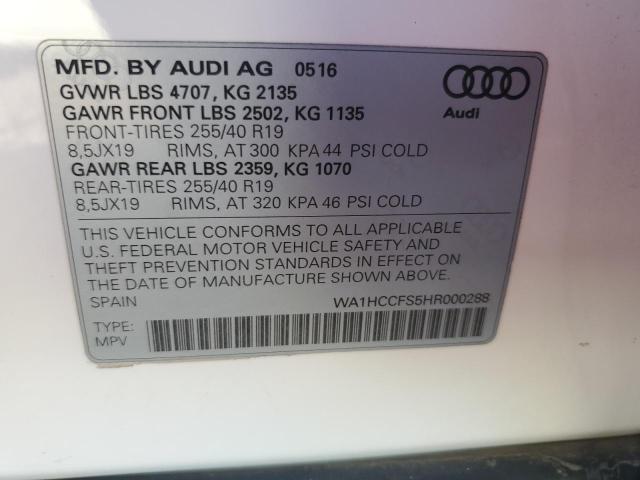 MFD. BY AUDI AG 0516
GVWR LBS 4707, KG 2135
GAWR FRONT LBS 2502, KG 1135
FRONT-TIRES 255/40 R19
8,5JX19 RIMS, AT 300 KPA 44 PSI COLD
GAWR REAR LBS 2359, KG 1070
REAR-TIRES 255/40 R19
8,5JX19 RIMS, AT 320 KPA 46 PSI COLD
Audi
THIS VEHICLE CONFORMS TO ALL APPLICABLE
U.S. FEDERAL MOTOR VEHICLE SAFETY AND
THEFT PREVENTION STANDARDS IN EFFECT ON
THE DATE OF MANUFACTURE SHOWN ABOVE.
SPAIN WA1HCCFS5HR000288
TYPE:
MPV